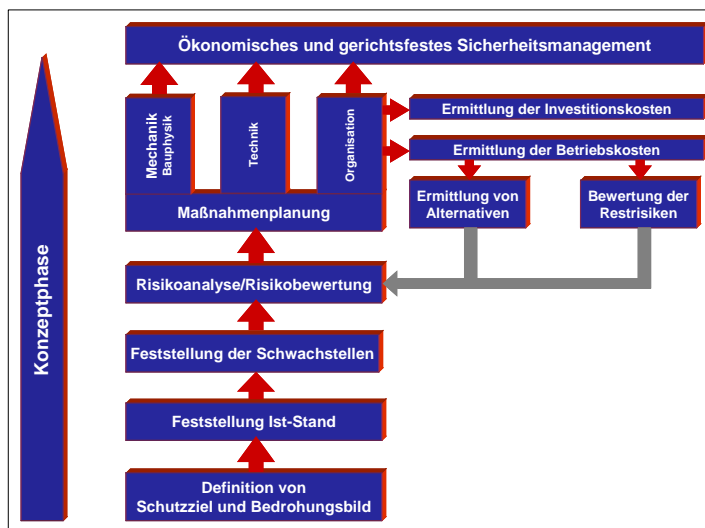 Ökonomisches und gerichtsfestes Sicherheitsmanagement
Mechanik
Bauphysik
Technik
Organisation
Ermittlung der Investitionskosten
Ermittlung der Betriebskosten
Ermittlung von
Alternativen
Bewertung der
Restrisiken
Maßnahmenplanung
Risikoanalyse/Risikobewertung
Feststellung der Schwachstellen
Feststellung Ist-Stand
Definition von
Schutzziel und Bedrohungsbild
Konzeptphase